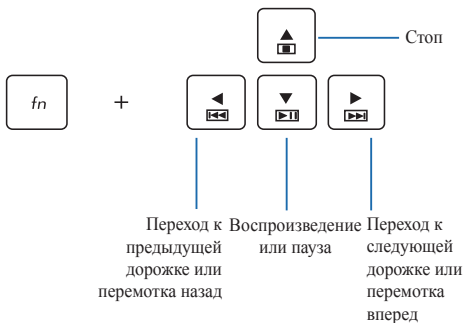 Стоп
fn
+
Переход к
предыдущей
дорожке или
перемотка назад
Воспроизведение
или пауза
Переход к
следующей
дорожке или
перемотка
вперед